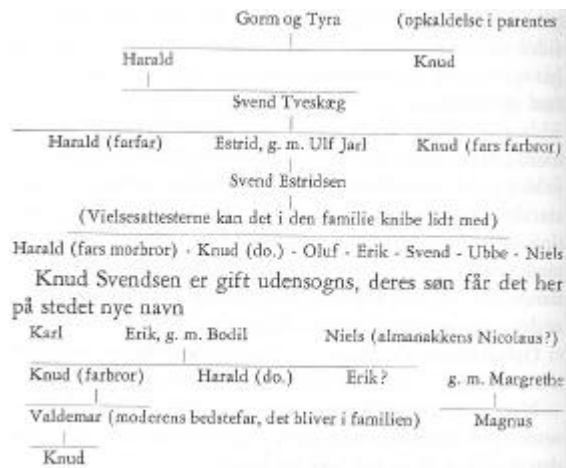 Gorm og Tyra (opkaldelse i parentes
Harald Knud
Svend Tveskæg
Harald (farfar) Estrid, g. m. Ulf Jarl Knud (fars farbror)
Svend Estridsen
(Vielsesattesterne kan det i den familie knibe lidt med)
Harald (fars morbror) - Knud (do.) - Oluf - Erik - Svend - Ubbe - Niels
Knud Svendsen er gift udensogns, deres søn får det her
på stedet nye navn
Karl Erik, g. m. Bodil Niels (almanakkens Nicolaus?)
Knud (farbror) Harald (do.) Erik? g. m. Margrethe
Valdemar (moderens bedstefar, det bliver i familien) Magnus
Knud